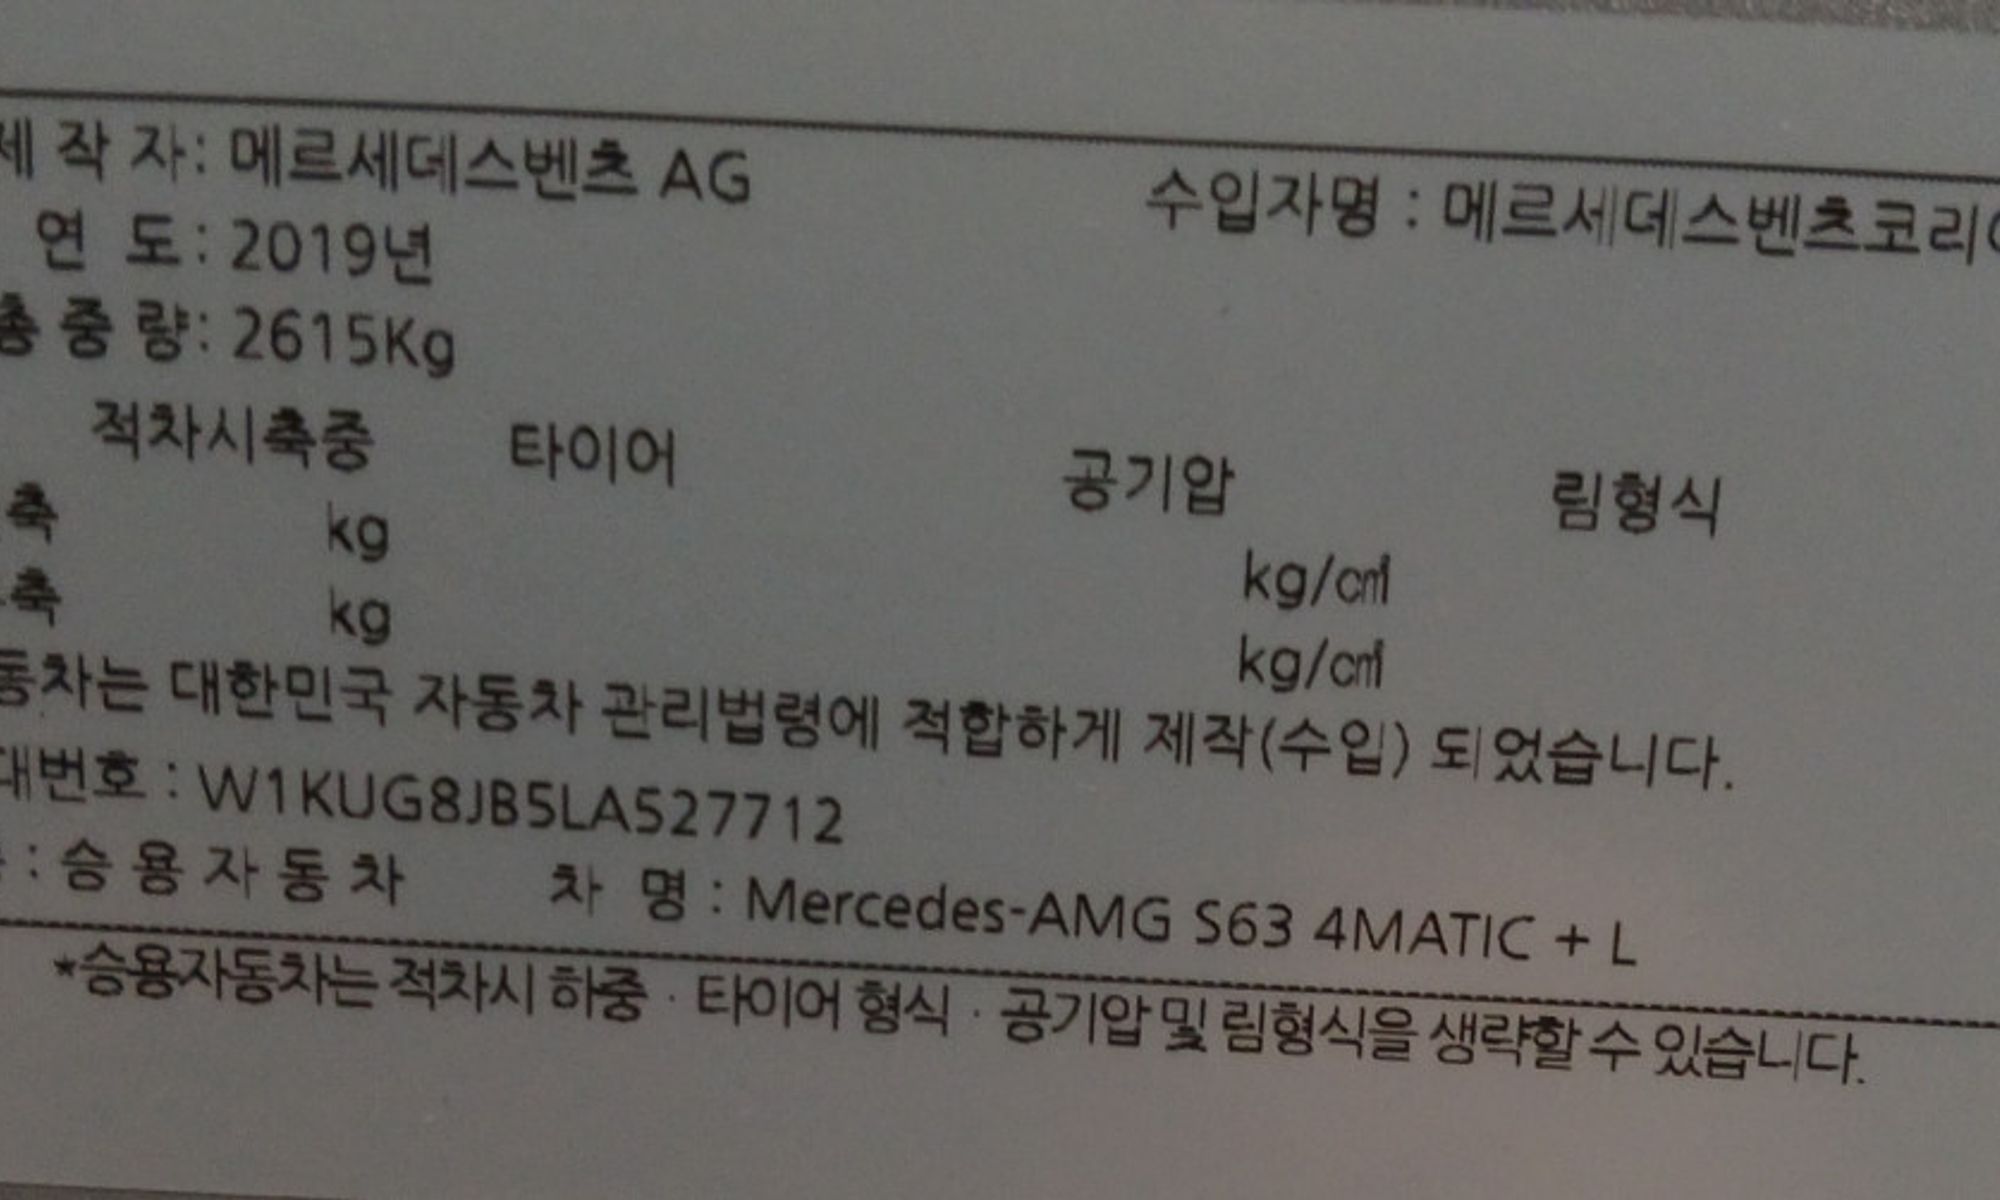 제 작 자: 메르세데스벤츠 AG 수입자명 : 메르세데스벤츠코리아
연 도: 2019년
총 중 량: 2615Kg
적차시축중 타이어 공기압 림형식
축 kg kg/㎠
축 kg kg/㎠
동차는 대한민국 자동차 관리법령에 적합하게 제작(수입) 되었습니다.
대번호 : W1KUG8JB5LA527712
: 승 용 자 동 차 차 명 : Mercedes-AMG S63 4MATIC + L
*승용자동차는 적차시 하중 · 타이어 형식 · 공기압 및 림형식을 생략할 수 있습니다.